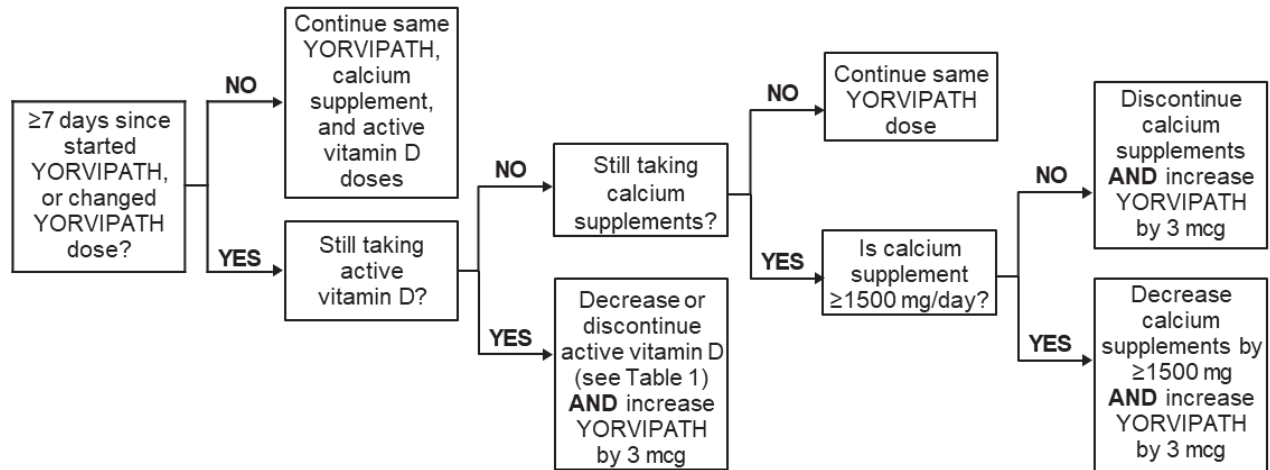 ≥7 days since
started
YORVIPATH,
or changed
YORVIPATH
dose?
NO
Continue same
YORVIPATH,
calcium
supplement,
and active
vitamin D
doses
YES
Still taking
active
vitamin D?
NO
Still taking
calcium
supplements?
YES
Decrease or
discontinue
active vitamin D
(see Table 1)
AND increase
YORVIPATH
by 3 mcg
NO
Continue same
YORVIPATH
dose
YES
Is calcium
supplement
≥1500 mg/day?
NO
Discontinue
calcium
supplements
AND increase
YORVIPATH
by 3 mcg
YES
Decrease
calcium
supplements by
≥1500 mg
AND increase
YORVIPATH
by 3 mcg